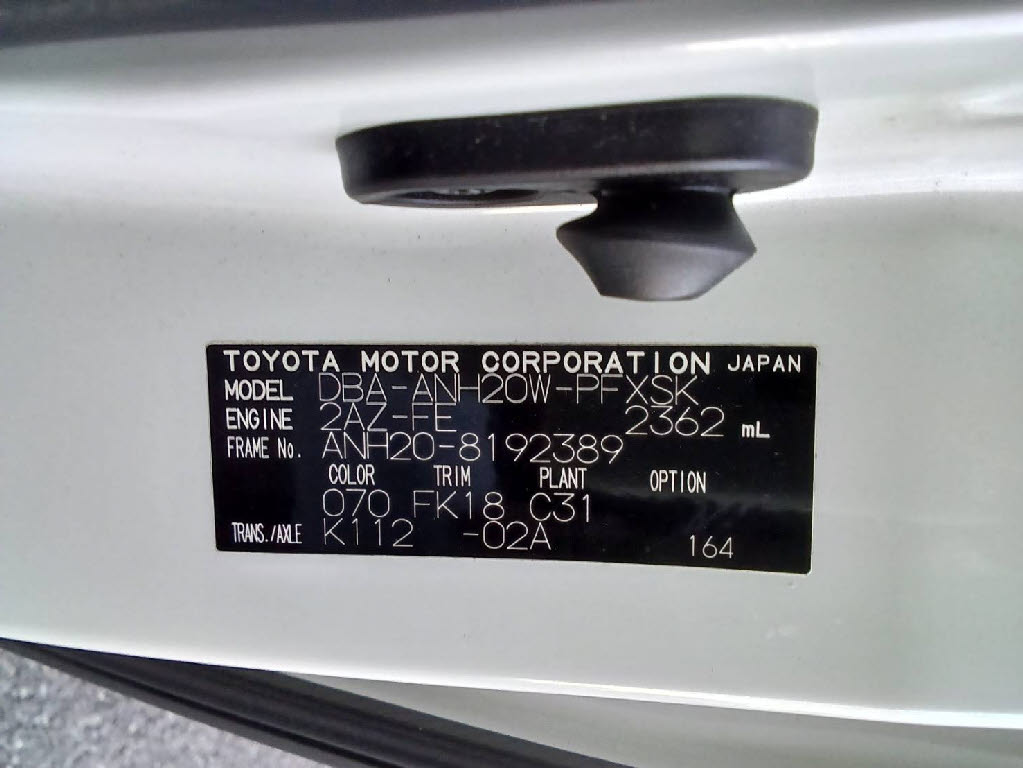 TOYOTA MOTOR CORPORATION JAPAN
MODEL DBA-ANH20W-PFXSK
ENGINE 2AZ-FE 2362 mL
FRAME No. ANH20-8192389
COLOR TRIM PLANT OPTION
070 FK18 C31
TRANS./AXLE K112 -02A 164